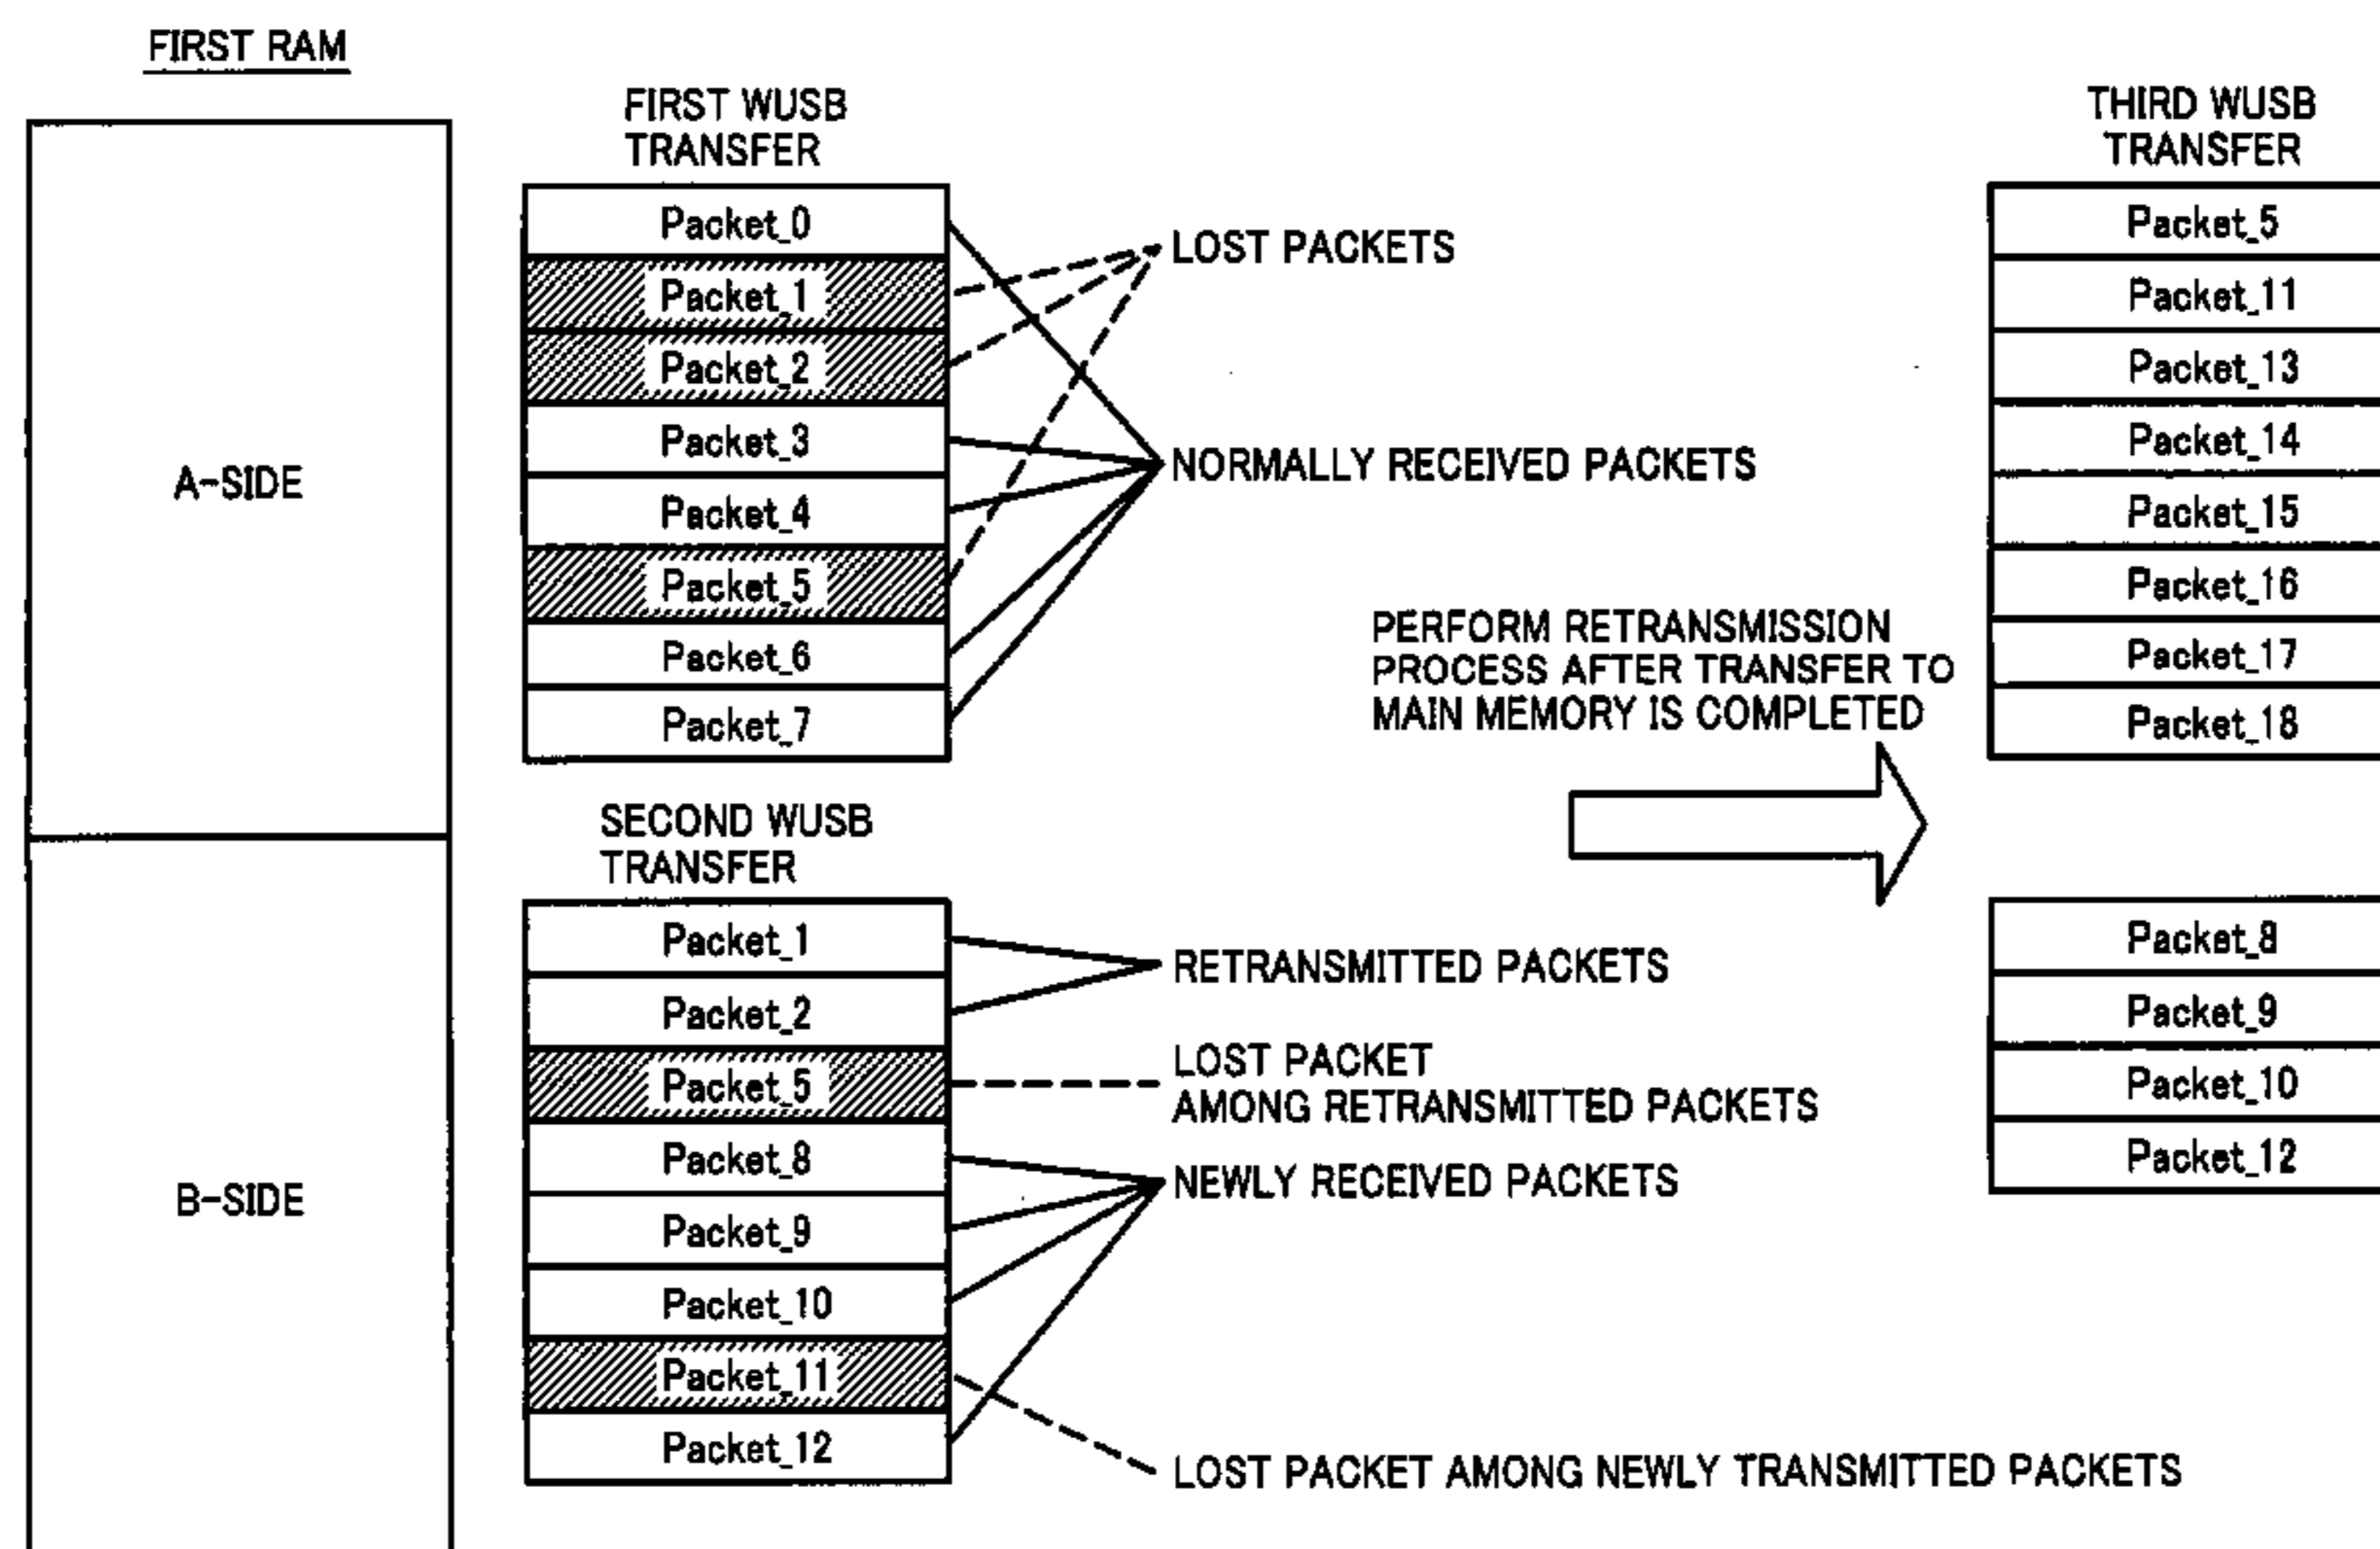 FIRST RAM
A-SIDE
B-SIDE
FIRST WUSB
TRANSFER
Packet_0
Packet_1
Packet_2
Packet_3
Packet_4
Packet_5
Packet_6
Packet_7
LOST PACKETS
NORMALLY RECEIVED PACKETS
SECOND WUSB
TRANSFER
Packet_1
Packet_2
Packet_5
Packet_8
Packet_9
Packet_10
Packet_11
Packet_12
RETRANSMITTED PACKETS
LOST PACKET
AMONG RETRANSMITTED PACKETS
NEWLY RECEIVED PACKETS
LOST PACKET AMONG NEWLY TRANSMITTED PACKETS
PERFORM RETRANSMISSION
PROCESS AFTER TRANSFER TO
MAIN MEMORY IS COMPLETED
THIRD WUSB
TRANSFER
Packet_5
Packet_11
Packet_13
Packet_14
Packet_15
Packet_16
Packet_17
Packet_18
Packet_8
Packet_9
Packet_10
Packet_12